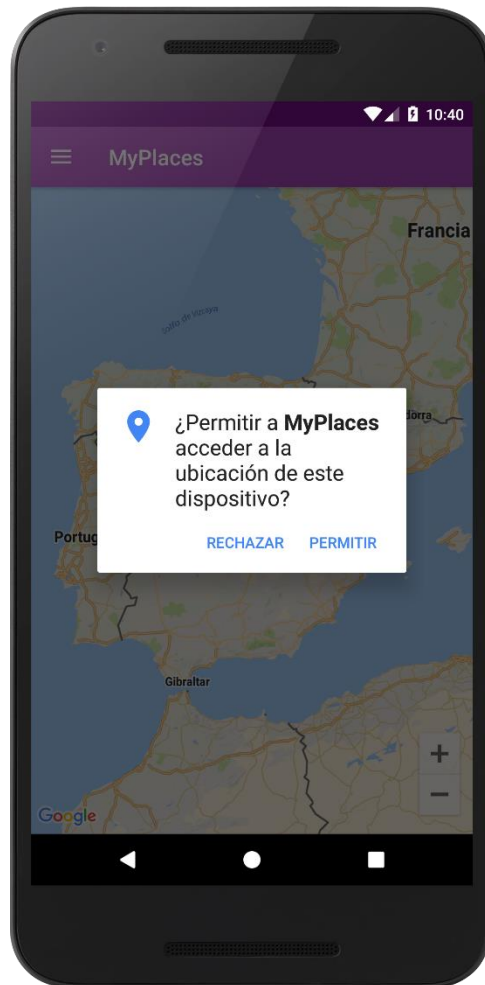 10:40
MyPlaces
Francia
Golfo de Vizcaya
¿Permitir a MyPlaces
acceder a la
ubicación de este
dispositivo?
dorra
Portug
RECHAZAR PERMITIR
Gibraltar
+
−
Google